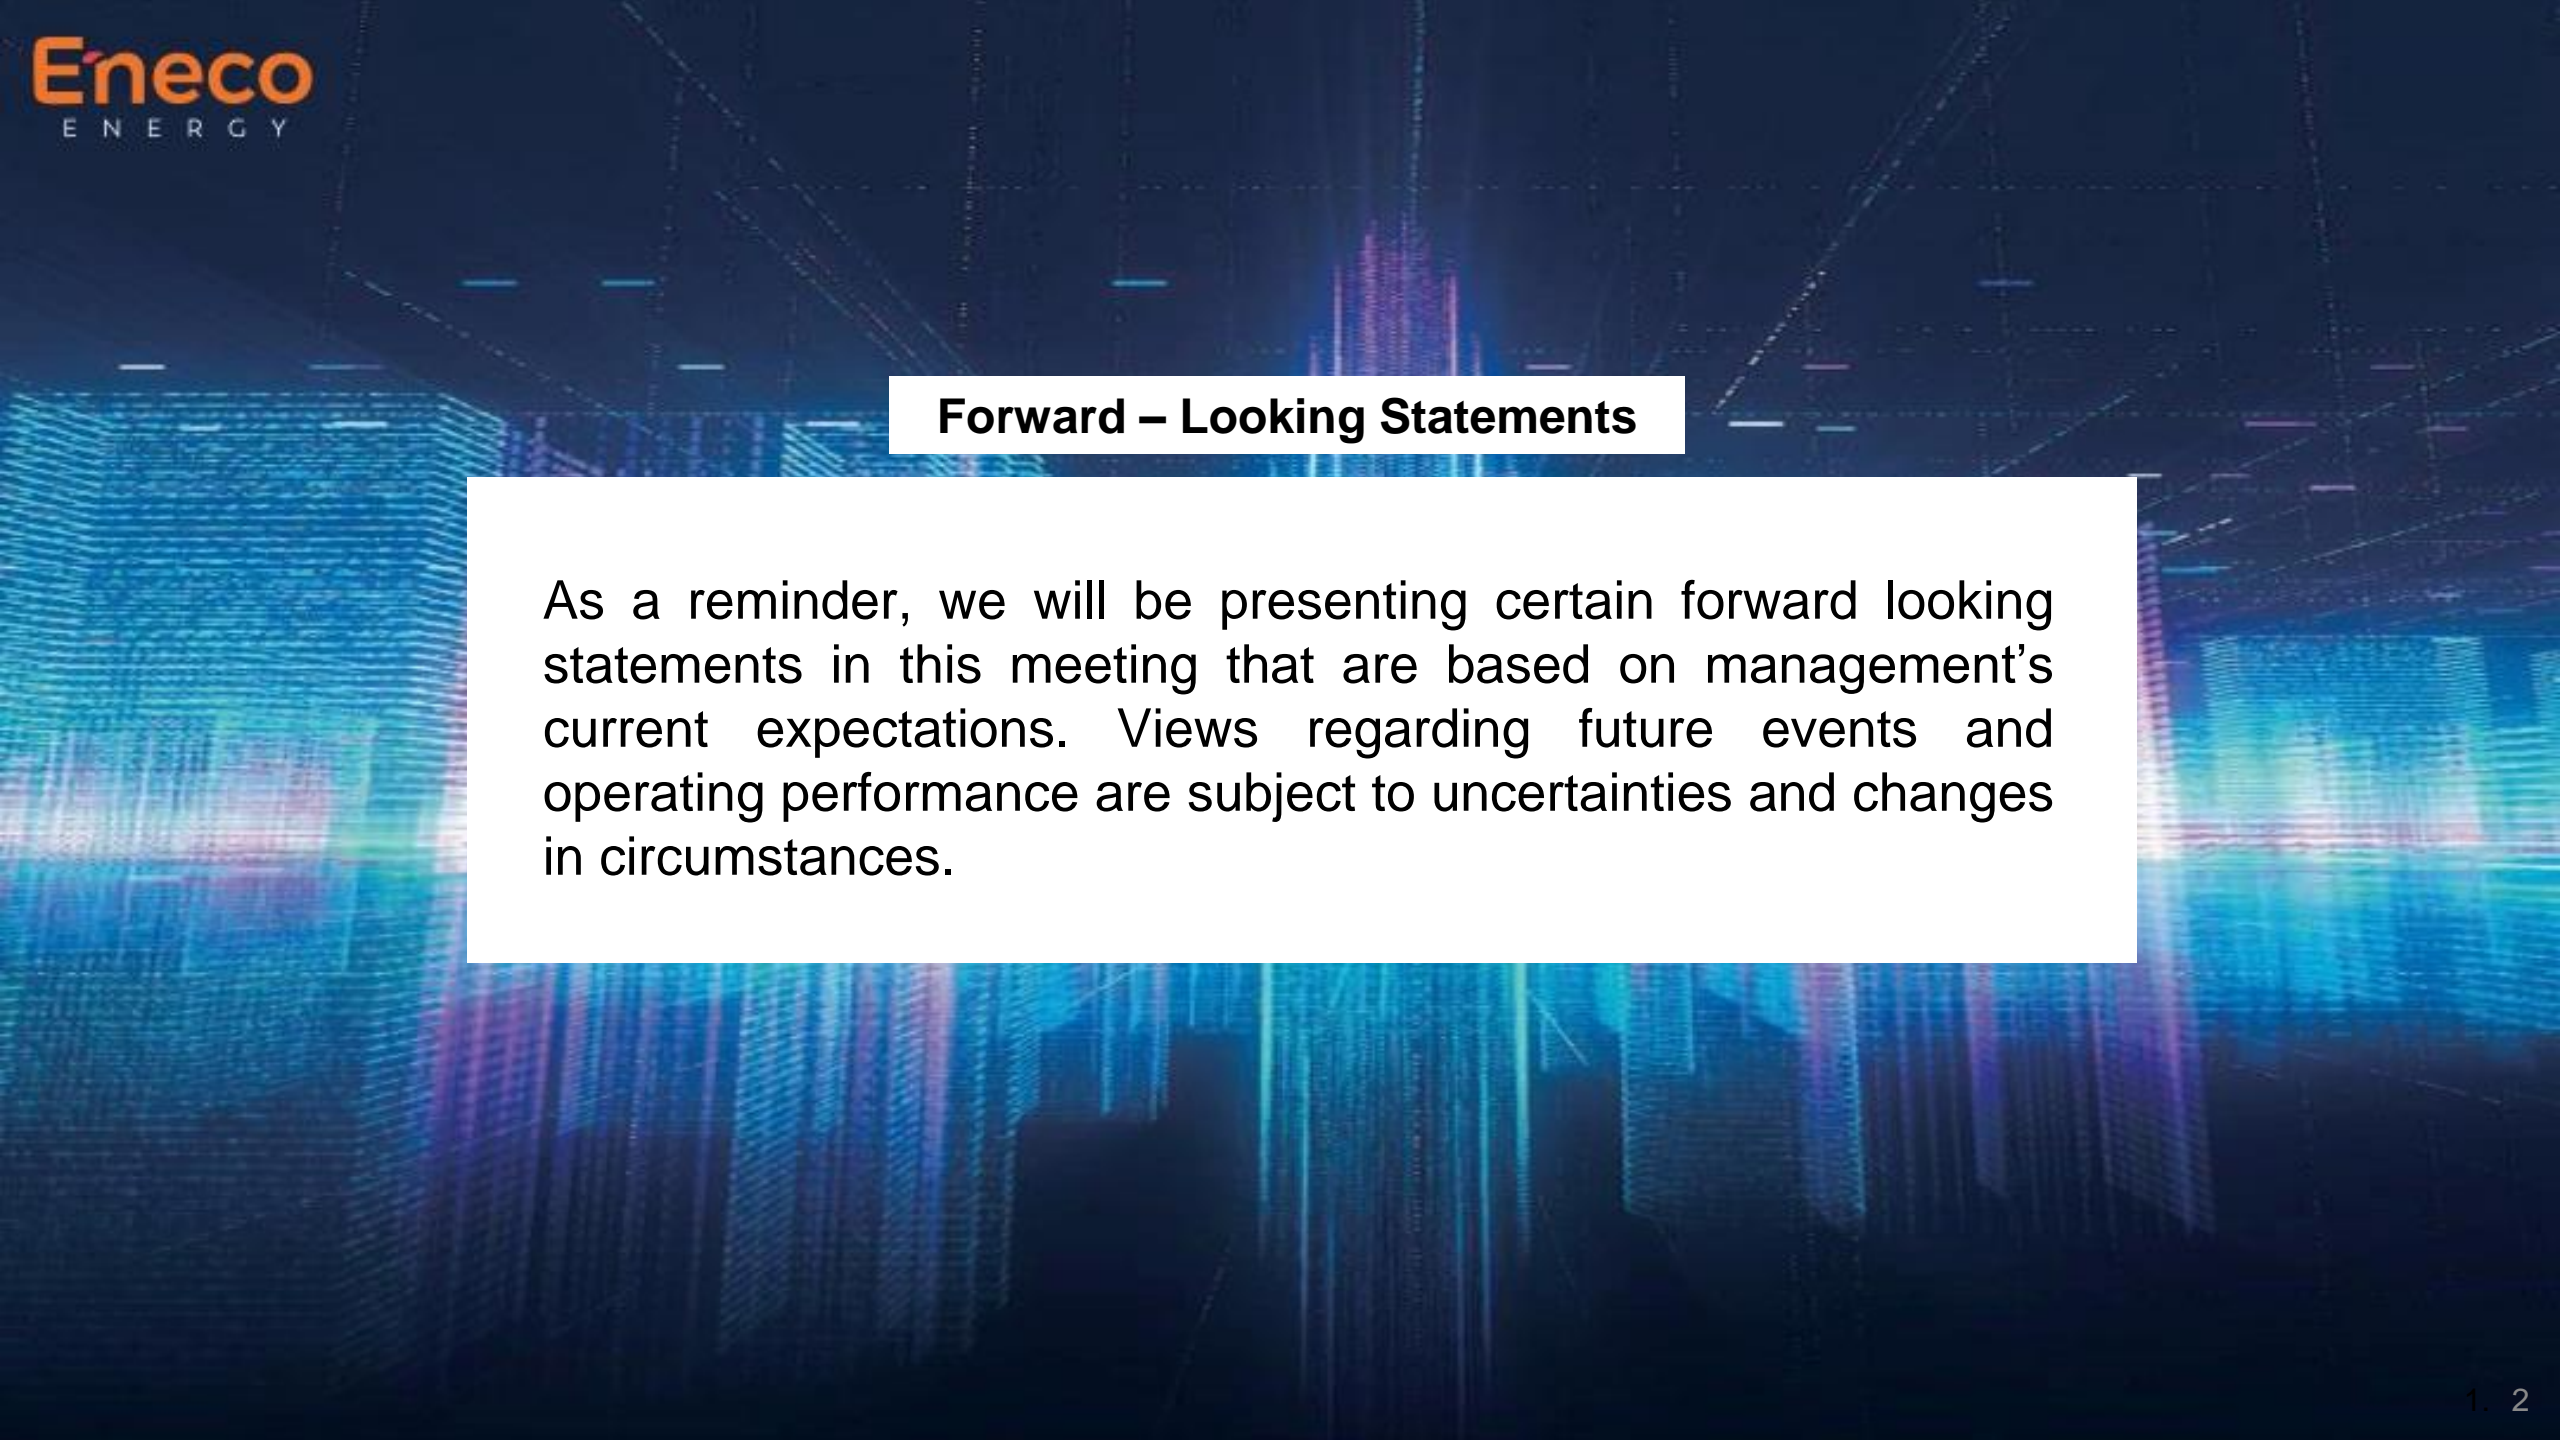 Eneco
ENERGY
Forward – Looking Statements
As a reminder, we will be presenting certain forward looking
statements in this meeting that are based on management’s
current expectations. Views regarding future events and
operating performance are subject to uncertainties and changes
in circumstances.
1. 2